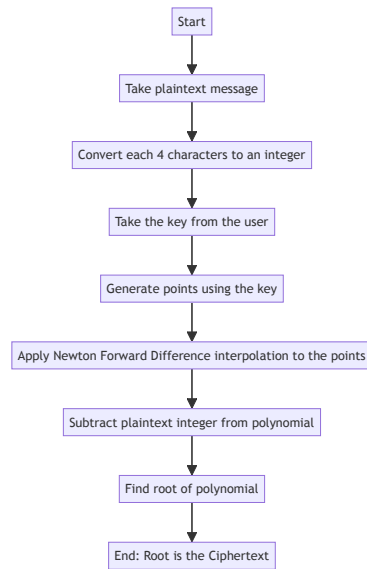 Start
Take plaintext message
Convert each 4 characters to an integer
Take the key from the user
Generate points using the key
Apply Newton Forward Difference interpolation to the points
Subtract plaintext integer from polynomial
Find root of polynomial
End: Root is the Ciphertext